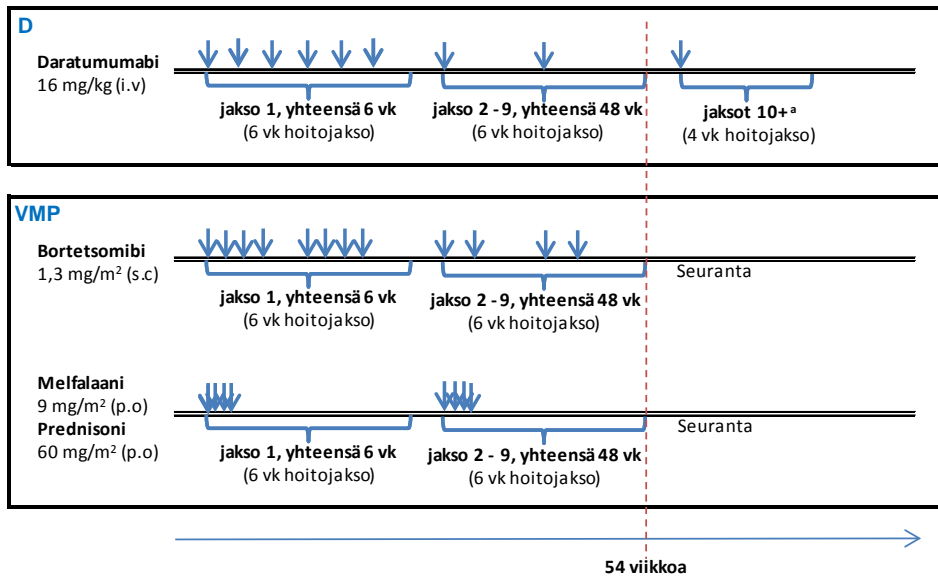 D
Daratumumabi
16 mg/kg (i.v)
jakso 1, yhteensä 6 vk
(6 vk hoitojakso)
jakso 2 - 9, yhteensä 48 vk
(6 vk hoitojakso)
jaksot 10+ᵃ
(4 vk hoitojakso)
VMP
Bortetsomibi
1,3 mg/m² (s.c)
jakso 1, yhteensä 6 vk
(6 vk hoitojakso)
jakso 2 - 9, yhteensä 48 vk
(6 vk hoitojakso)
Seuranta
Melfalaani
9 mg/m² (p.o)
Prednisoni
60 mg/m² (p.o)
jakso 1, yhteensä 6 vk
(6 vk hoitojakso)
jakso 2 - 9, yhteensä 48 vk
(6 vk hoitojakso)
Seuranta
54 viikkoa